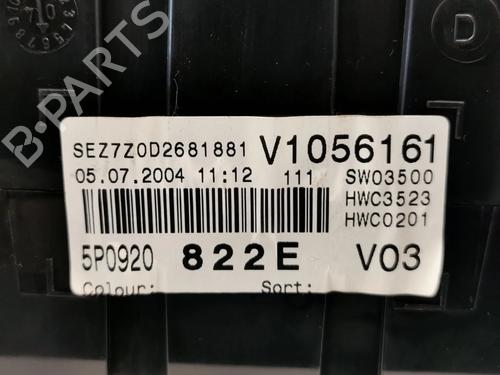 SEZ7Z0D2681881 V1056161
05.07.2004 11:12 111 SW03500
HWC3523
HWC0201
5P0920 822E V03
Colour: Sort:
B-PARTS
D